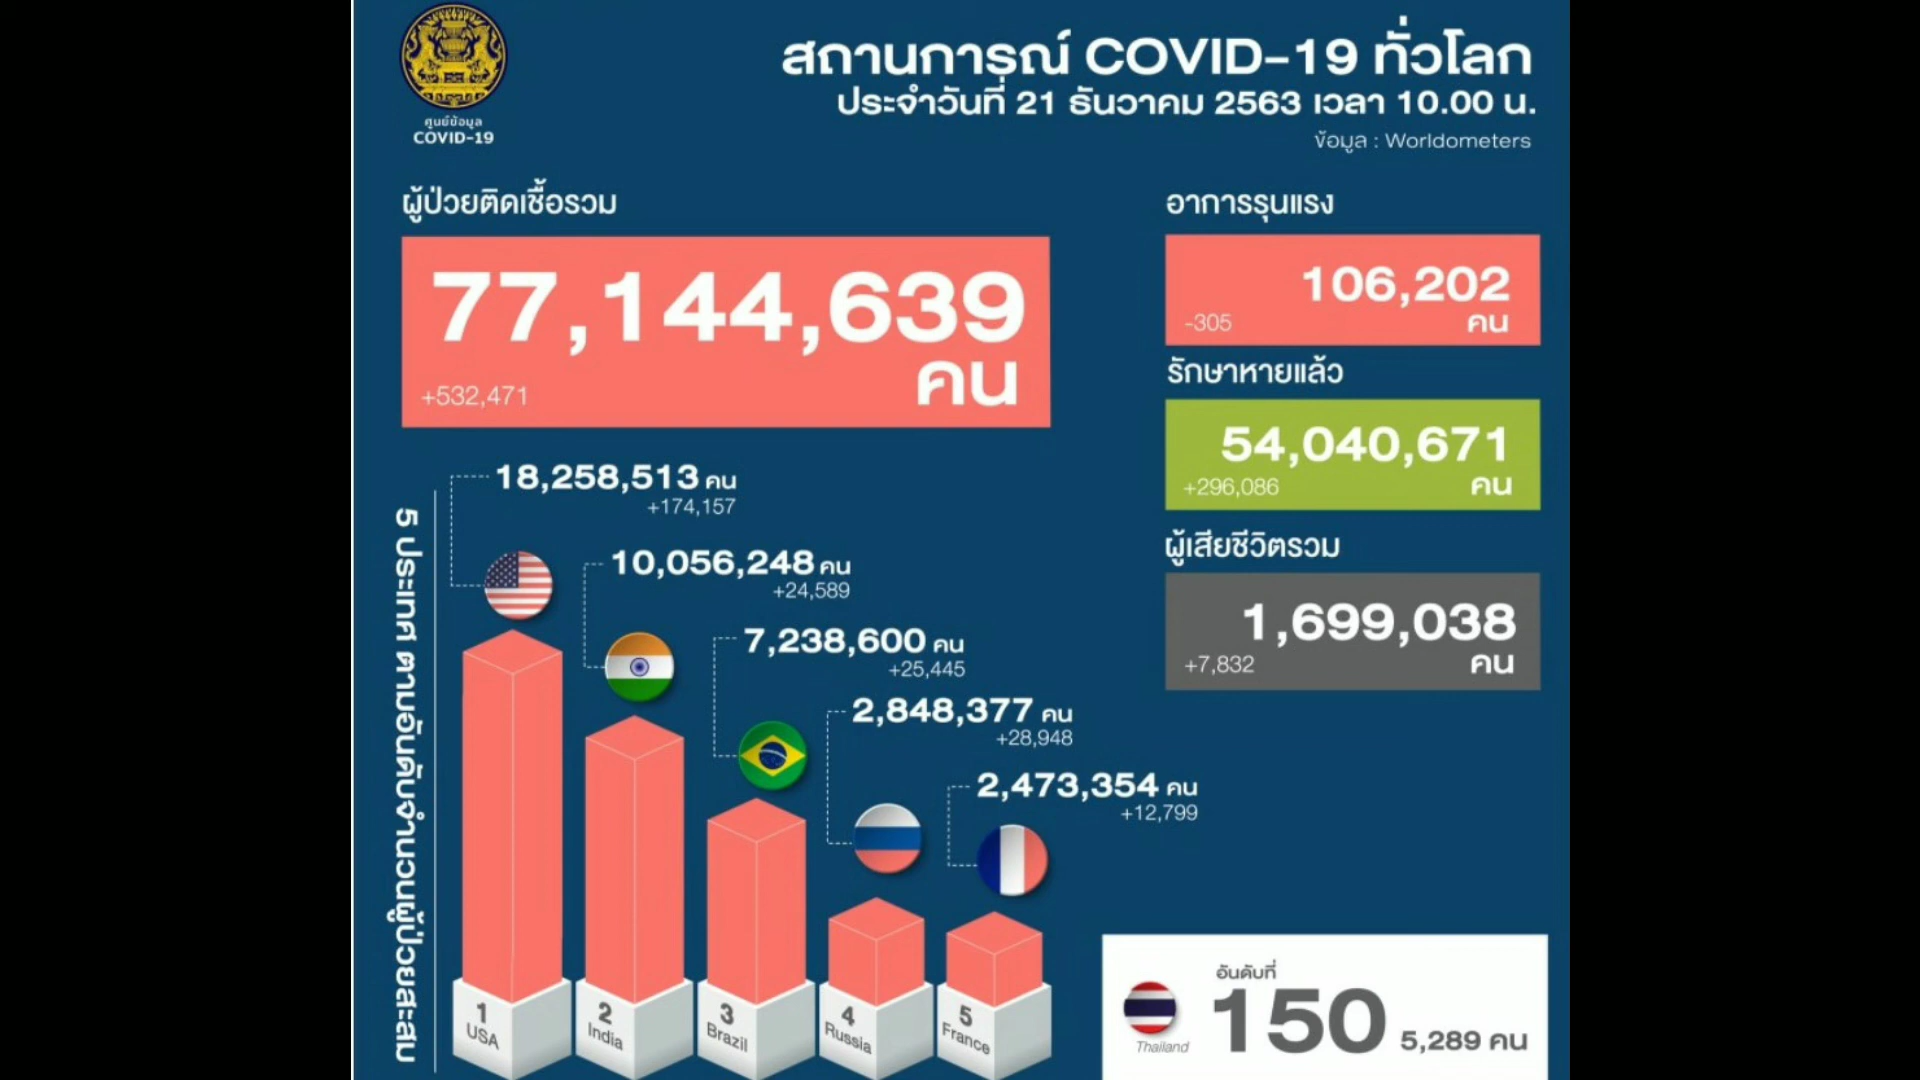 ศูนย์ข้อมูล
COVID-19
สถานการณ์ COVID-19 ทั่วโลก
ประจำวันที่ 21 ธันวาคม 2563 เวลา 10.00 น.
ข้อมูล : Worldometers
ผู้ป่วยติดเชื้อรวม
77,144,639
คน
+532,471
อาการรุนแรง
106,202
-305
คน
รักษาหายแล้ว
54,040,671
+296,086
คน
ผู้เสียชีวิตรวม
1,699,038
+7,832
คน
5 ประเทศ ตามอันดับจำนวนผู้ป่วยสะสม
18,258,513 คน
+174,157
10,056,248 คน
+24,589
7,238,600 คน
+25,445
2,848,377 คน
+28,948
2,473,354 คน
+12,799
1
USA
2
India
3
Brazil
4
Russia
5
France
อันดับที่
150 5,289 คน
Thailand